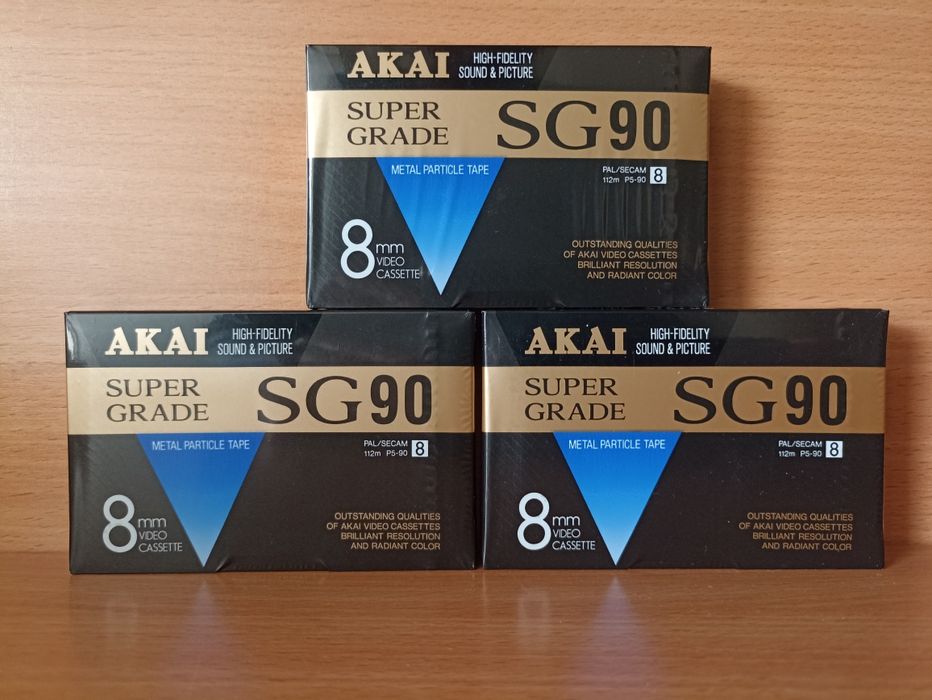 AKAI HIGH-FIDELITY
SOUND & PICTURE
SUPER
GRADE
SG90
METAL PARTICLE TAPE
PAL/SECAM
112m P5-90 8
8mm
VIDEO
CASSETTE
OUTSTANDING QUALITIES
OF AKAI VIDEO CASSETTES
BRILLIANT RESOLUTION
AND RADIANT COLOR
AKAI HIGH-FIDELITY
SOUND & PICTURE
SUPER
GRADE
SG90
METAL PARTICLE TAPE
PAL/SECAM
112m P5-90 8
8mm
VIDEO
CASSETTE
OUTSTANDING QUALITIES
OF AKAI VIDEO CASSETTES
BRILLIANT RESOLUTION
AND RADIANT COLOR
AKAI HIGH-FIDELITY
SOUND & PICTURE
SUPER
GRADE
SG90
METAL PARTICLE TAPE
PAL/SECAM
112m P5-90 8
8mm
VIDEO
CASSETTE
OUTSTANDING QUALITIES
OF AKAI VIDEO CASSETTES
BRILLIANT RESOLUTION
AND RADIANT COLOR